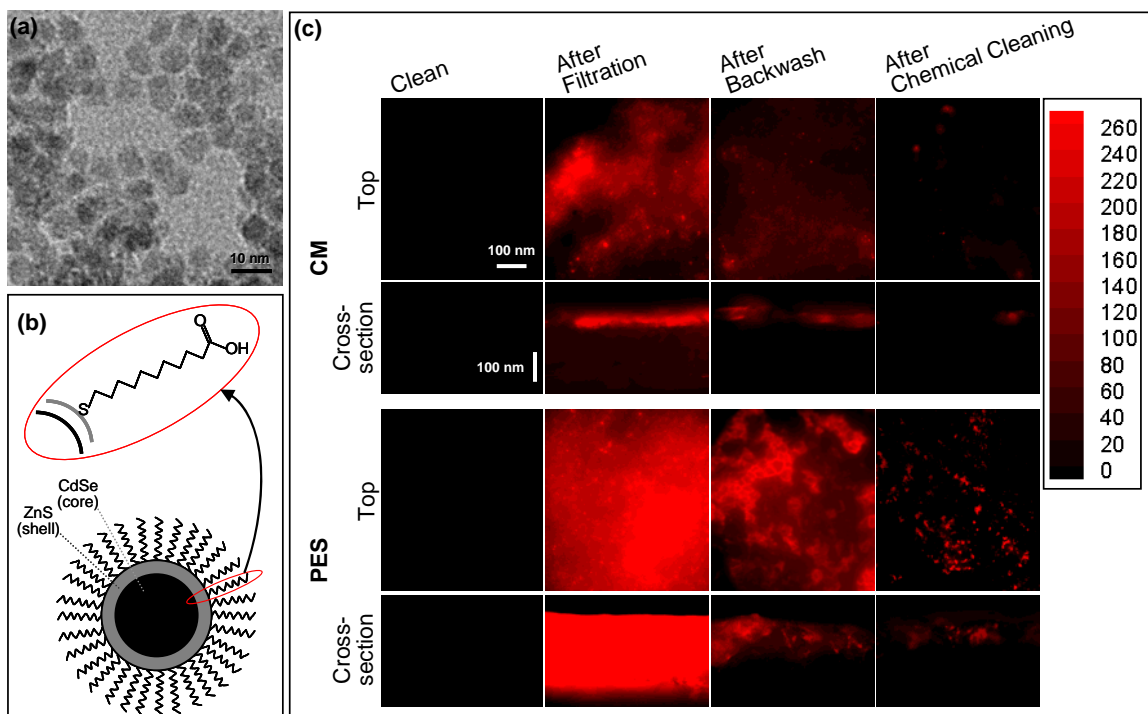 (a)
10 nm
(b)
O
OH
S
CdSe
(core)
ZnS
(shell)
(c)
Clean
After
Filtration
After
Backwash
After
Chemical Cleaning
CM
Top
100 nm
Cross-
section
100 nm
PES
Top
Cross-
section
260
240
220
200
180
160
140
120
100
80
60
40
20
0